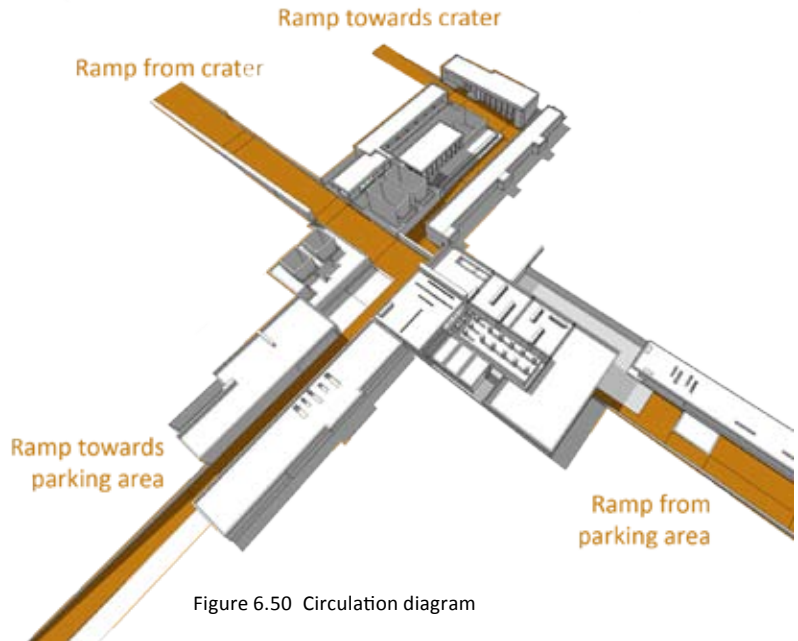 Ramp towards crater
Ramp from crater
Ramp towards
parking area
Ramp from
parking area
Figure 6.50 Circulation diagram